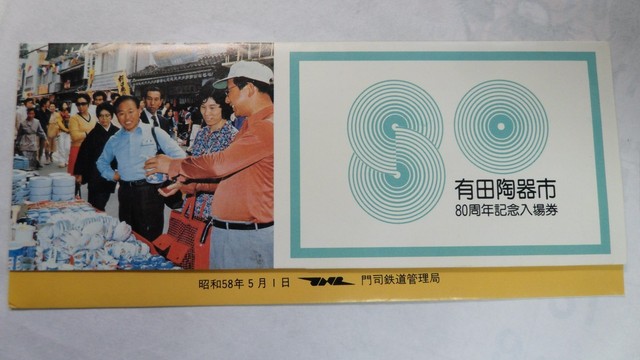 80
有田陶器市
80周年記念入場券
昭和58年5月1日 JNR 門司鉄道管理局